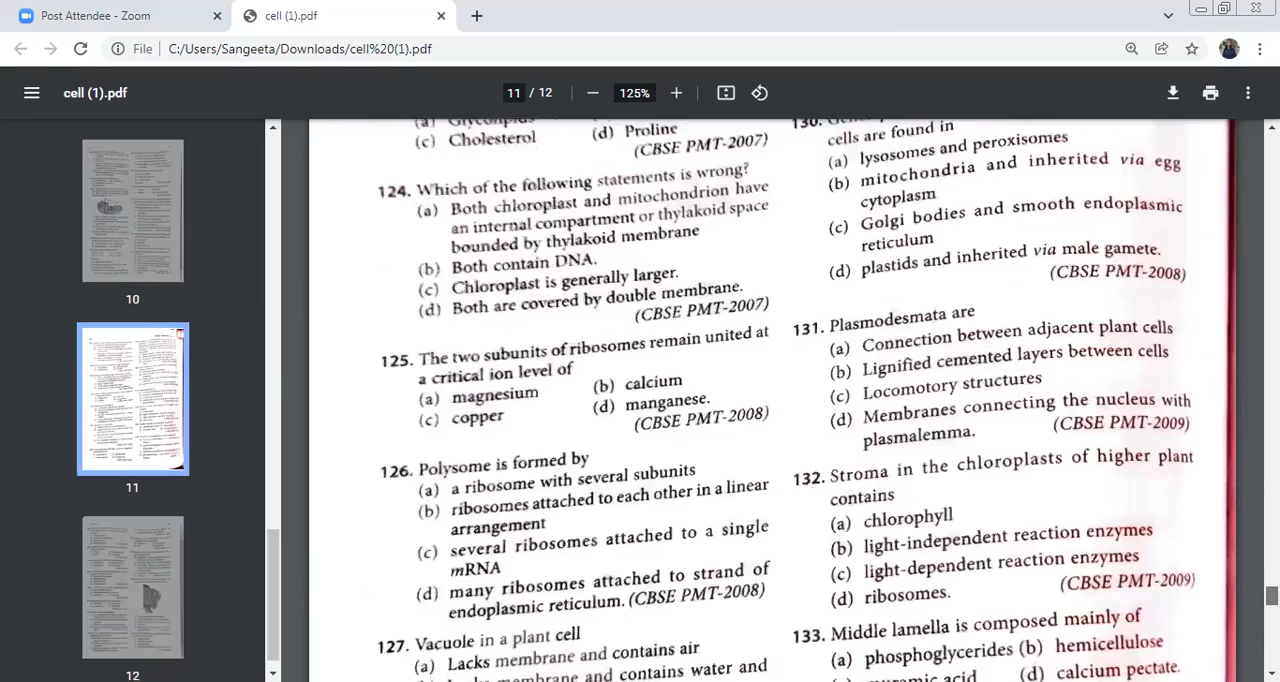 Post Attendee - Zoom
cell (1).pdf
File
C:/Users/Sangeeta/Downloads/cell%20(1).pdf
cell (1).pdf
11 / 12
125%
10
11
12
(c) Cholesterol
(d) Proline
(CBSE PMT-2007)
124. Which of the following statements is wrong?
(a) Both chloroplast and mitochondrion have
an internal compartment or thylakoid space
bounded by thylakoid membrane
(b) Both contain DNA.
(c) Chloroplast is generally larger.
(d) Both are covered by double membrane.
(CBSE PMT-2007)
125. The two subunits of ribosomes remain united at
a critical ion level of
(a) magnesium (b) calcium
(c) copper (d) manganese.
(CBSE PMT-2008)
126. Polysome is formed by
(a) a ribosome with several subunits
(b) ribosomes attached to each other in a linear
arrangement
(c) several ribosomes attached to a single
mRNA
(d) many ribosomes attached to strand of
endoplasmic reticulum. (CBSE PMT-2008)
127. Vacuole in a plant cell
(a) Lacks membrane and contains air
membrane and contains water and
130.
cells are found in
(a) lysosomes and peroxisomes
(b) mitochondria and inherited via egg
cytoplasm
(c) Golgi bodies and smooth endoplasmic
reticulum
(d) plastids and inherited via male gamete.
(CBSE PMT-2008)
131. Plasmodesmata are
(a) Connection between adjacent plant cells
(b) Lignified cemented layers between cells
(c) Locomotory structures
(d) Membranes connecting the nucleus with
plasmalemma. (CBSE PMT-2009)
132. Stroma in the chloroplasts of higher plant
contains
(a) chlorophyll
(b) light-independent reaction enzymes
(c) light-dependent reaction enzymes
(d) ribosomes. (CBSE PMT-2009)
133. Middle lamella is composed mainly of
(a) phosphoglycerides (b) hemicellulose
acid (d) calcium pectate.